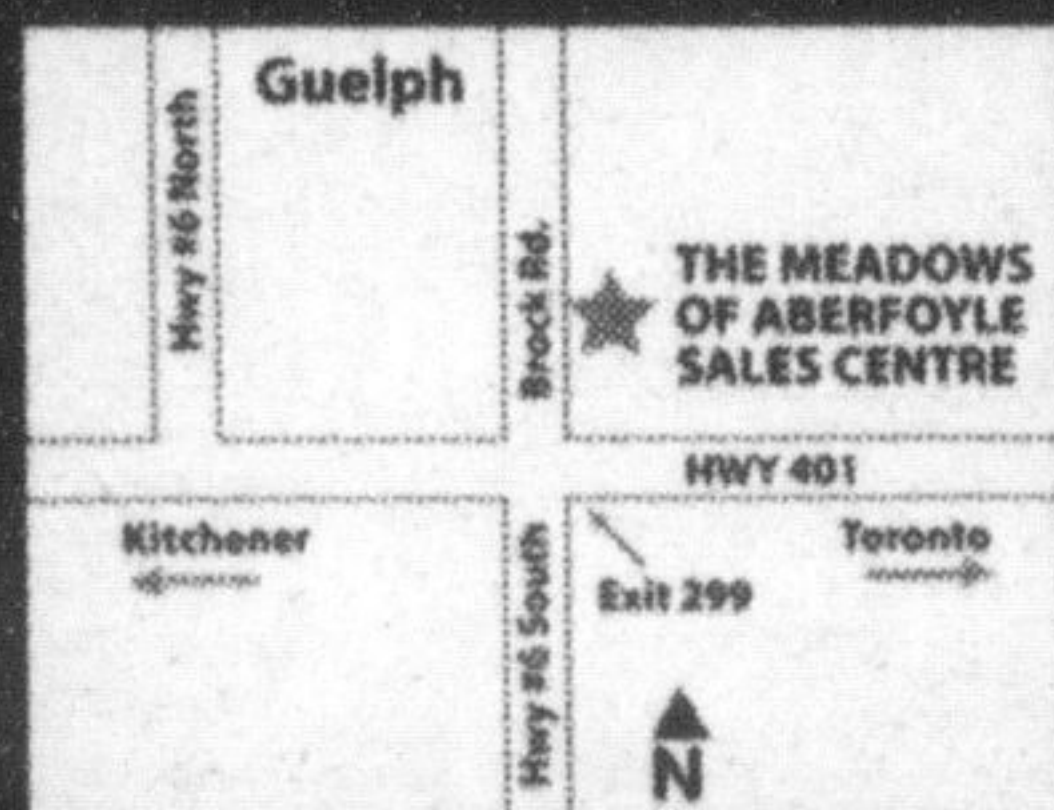 Guelph
Hwy #6 North
Brock Rd.
THE MEADOWS
OF ABERFOYLE
SALES CENTRE
HWY 401
Kitchener
Toronto
Exit 299
Hwy #6 South
N